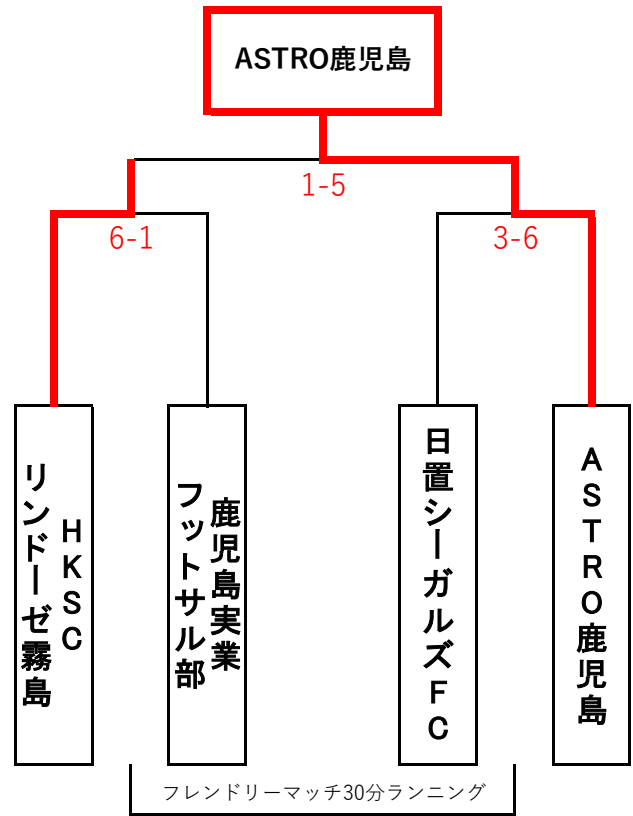 ASTRO鹿児島
1-5
6-1
3-6
HKSC
リンドーゼ霧島
鹿児島実業
フットサル部
日置シーガルズFC
ASTRO鹿児島
フレンドリーマッチ30分ランニング